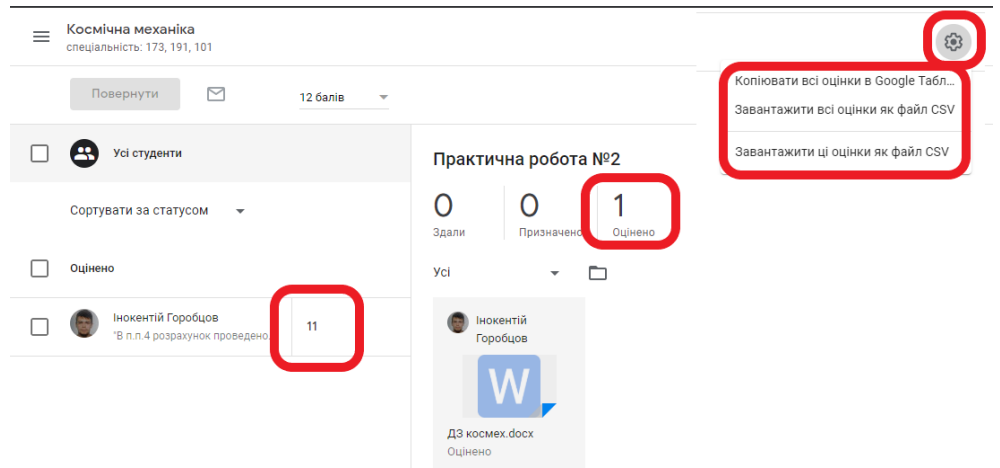 Космічна механіка
спеціальність: 173, 191, 101
Копіювати всі оцінки в Google Табл...
Завантажити всі оцінки як файл CSV
Завантажити ці оцінки як файл CSV
Повернути
12 балів
Усі студенти
Сортувати за статусом
Оцінено
Інокентій Горобцов
"В п.п.4 розрахунок проведено
11
Практична робота №2
0
Здали
0
Призначено
1
Оцінено
Усі
Інокентій
Горобцов
W
ДЗ космех.docx
Оцінено